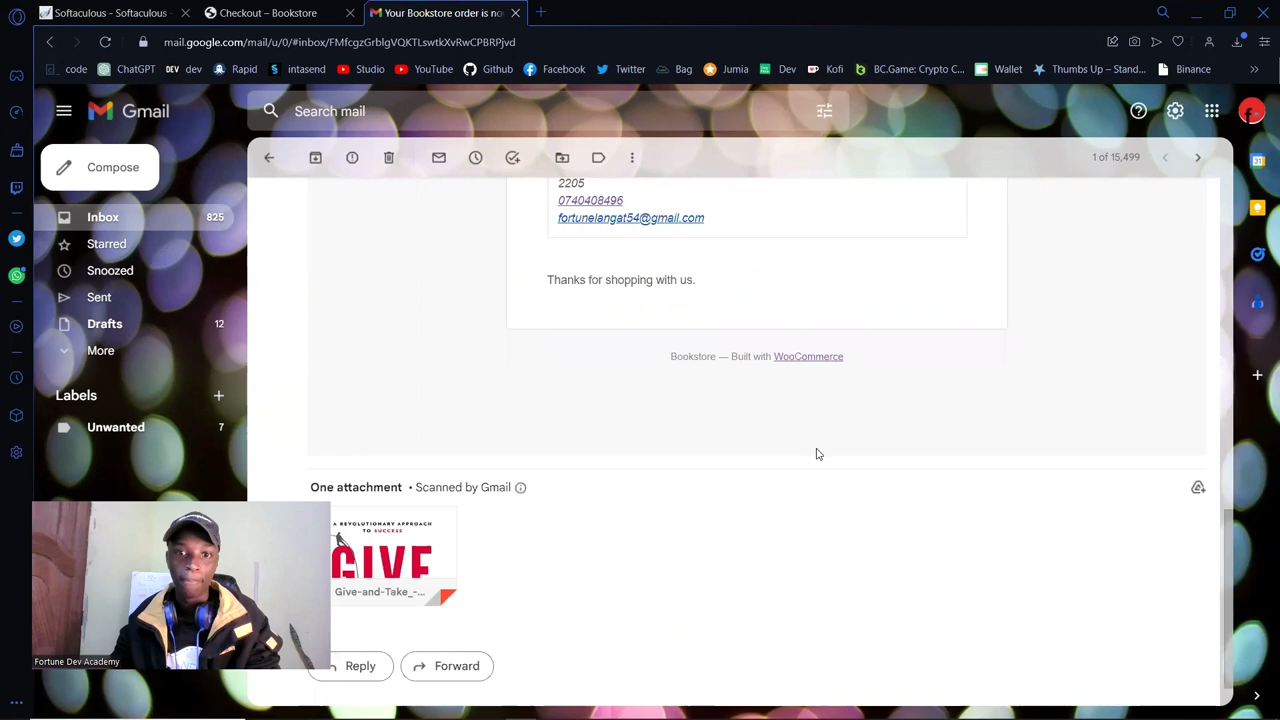 Softaculous - Softaculous -
Checkout – Bookstore
Your Bookstore order is no
mail.google.com/mail/u/0/#inbox/FMfcgzGrblgVQKTLswtkXvRwCPBRPjvd
code
ChatGPT
DEV dev
Rapid
intasend
Studio
YouTube
Github
Facebook
Twitter
Bag
Jumia
Dev
Kofi
BC.Game: Crypto C...
Wallet
Thumbs Up – Stand...
Binance
Gmail
Search mail
Compose
1 of 15,499
Inbox 825
Starred
Snoozed
Sent
Drafts 12
More
Labels
Unwanted 7
2205
0740408496
fortunelangat54@gmail.com
Thanks for shopping with us.
Bookstore — Built with WooCommerce
One attachment • Scanned by Gmail
A REVOLUTIONARY APPROACH
TO SUCCESS
GIVE
Give-and-Take_-...
Reply
Forward
Fortune Dev Academy